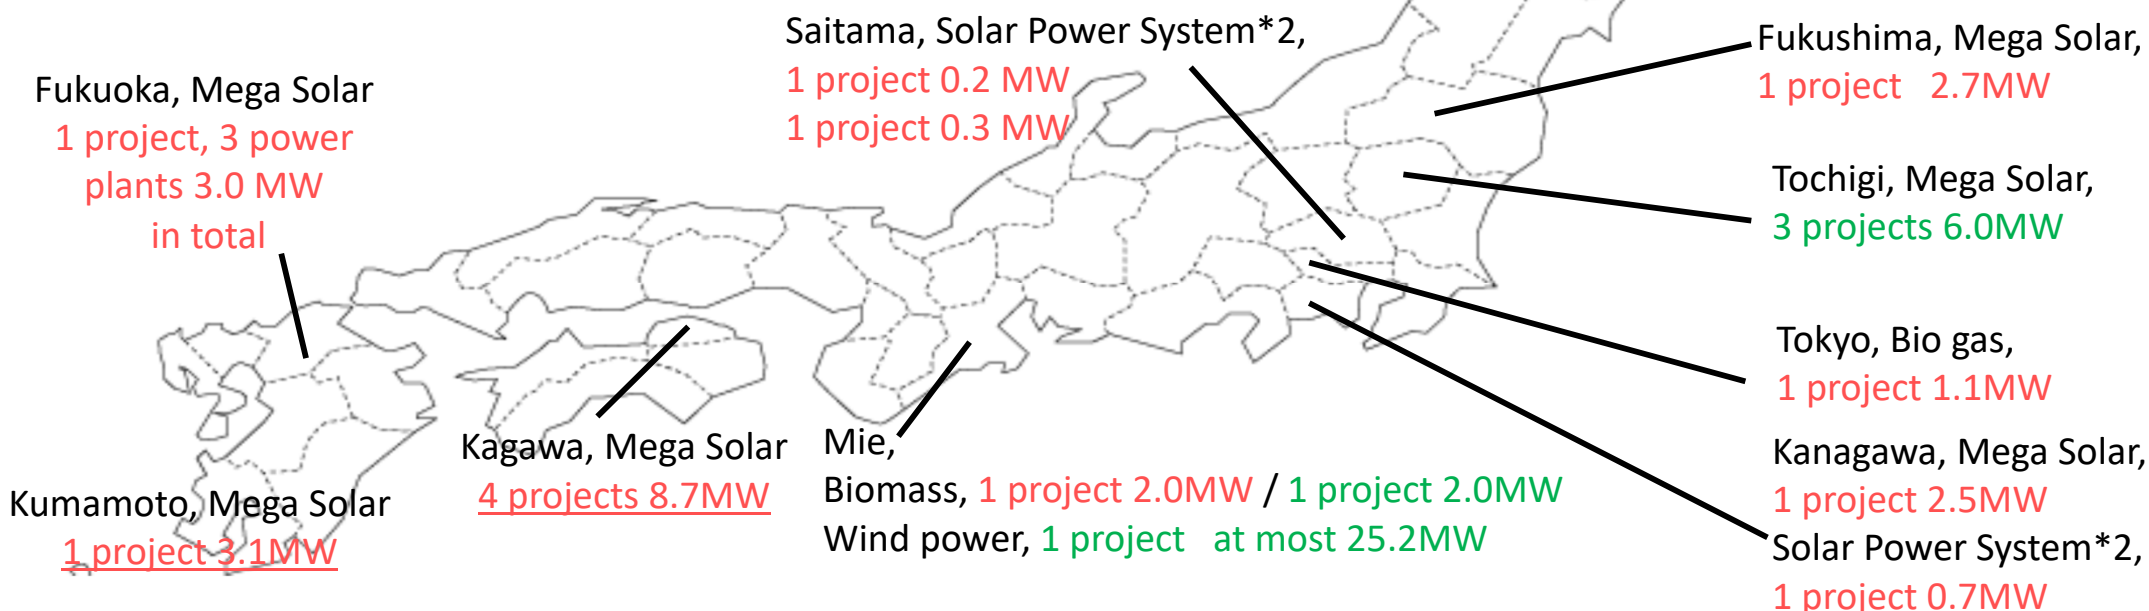 Saitama, Solar Power System*2,
1 project 0.2 MW
1 project 0.3 MW
Fukushima, Mega Solar,
1 project 2.7MW
Fukuoka, Mega Solar
1 project, 3 power
plants 3.0 MW
in total
Tochigi, Mega Solar,
3 projects 6.0MW
Tokyo, Bio gas,
1 project 1.1MW
Kumamoto, Mega Solar
1 project 3.1MW
Kagawa, Mega Solar
4 projects 8.7MW
Mie,
Biomass, 1 project 2.0MW / 1 project 2.0MW
Wind power, 1 project at most 25.2MW
Kanagawa, Mega Solar,
1 project 2.5MW
Solar Power System*2,
1 project 0.7MW